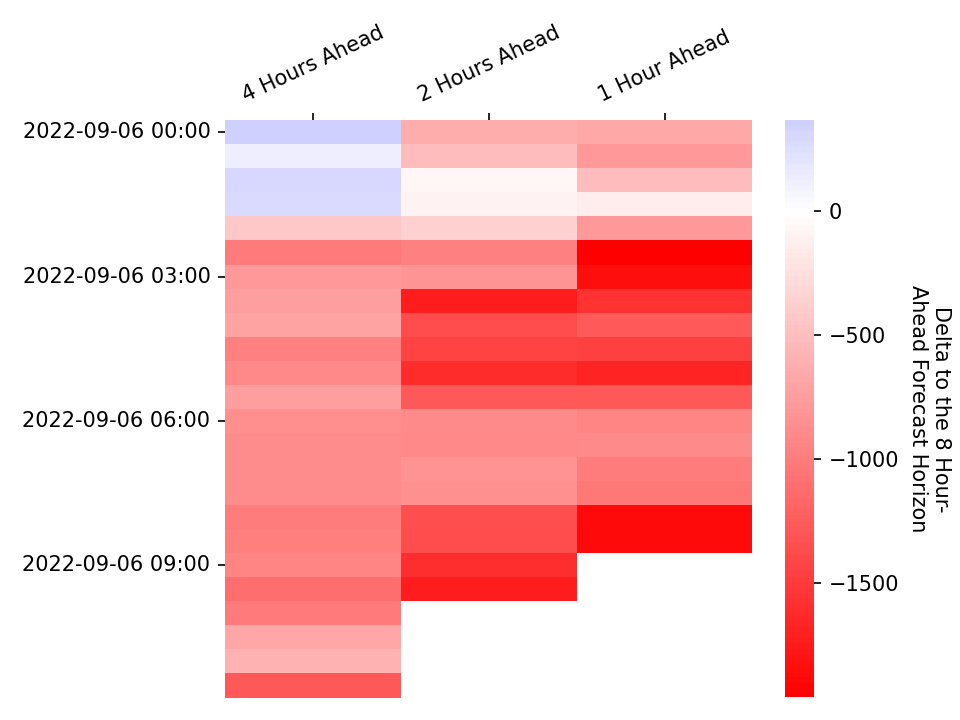 4 Hours Ahead
2 Hours Ahead
1 Hour Ahead
2022-09-06 00:00
2022-09-06 03:00
2022-09-06 06:00
2022-09-06 09:00
0
−500
−1000
−1500
Delta to the 8 Hour-
Ahead Forecast Horizon